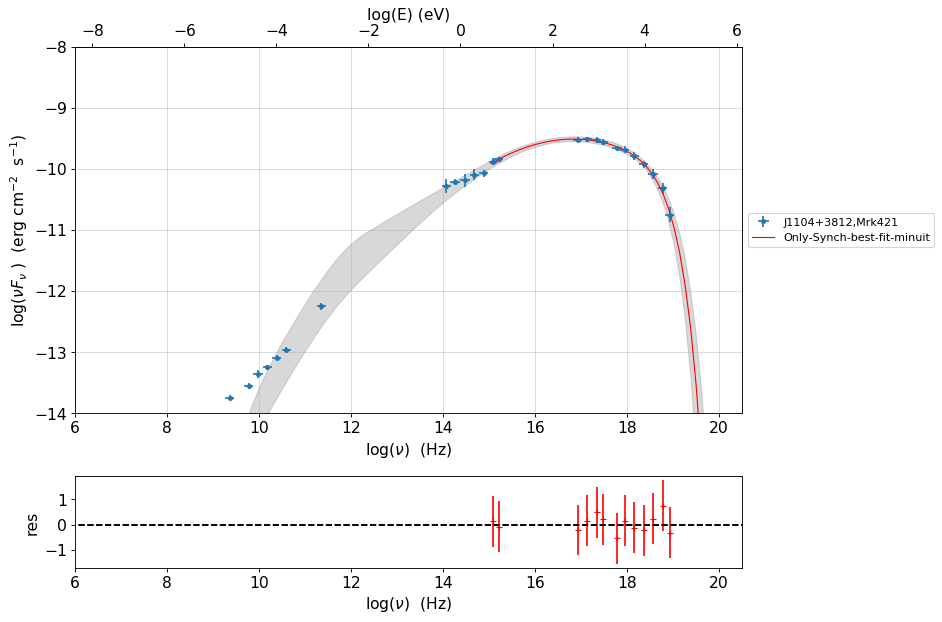 log(E) (eV)
−8 −6 −4 −2 0 2 4 6
−8
−9
−10
−11
−12
−13
−14
log(νFν ) (erg cm−2 s−1)
J1104+3812,Mrk421
Only-Synch-best-fit-minuit
6 8 10 12 14 16 18 20
log(ν) (Hz)
1
0
−1
res
6 8 10 12 14 16 18 20
log(ν) (Hz)